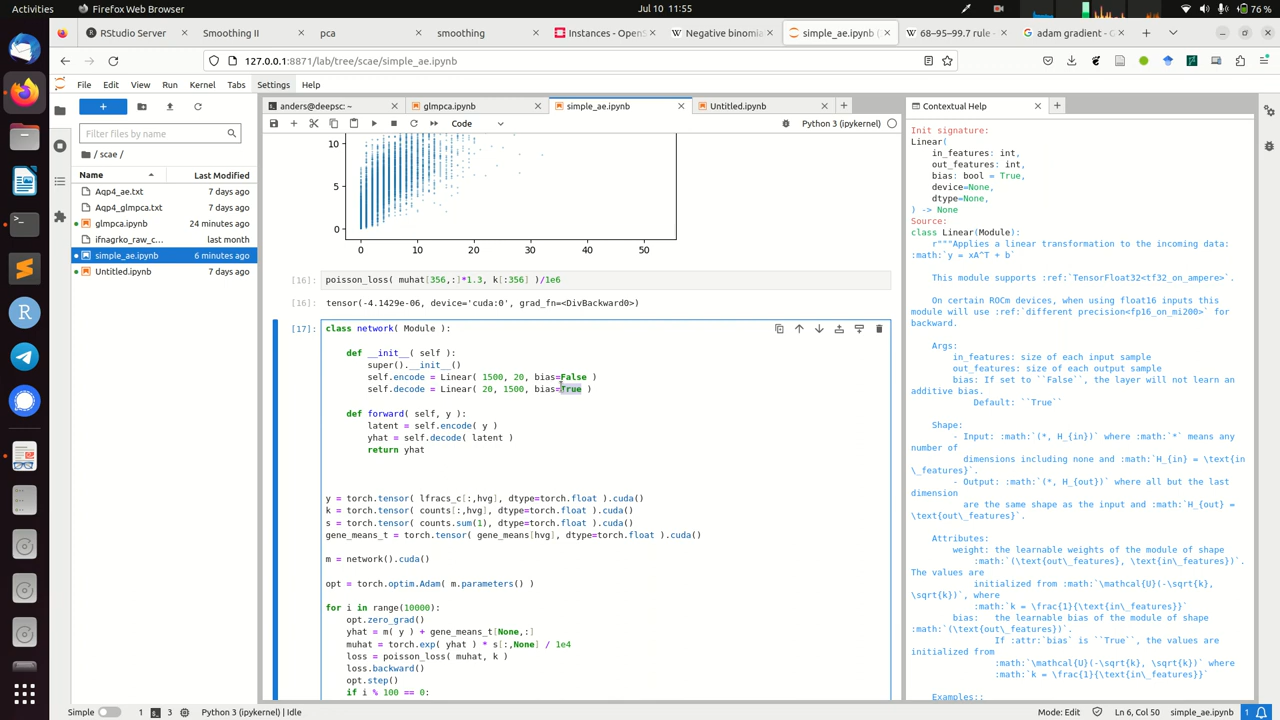 Activities
Firefox Web Browser
Jul 10 11:55
76 %
RStudio Server
Smoothing II
pca
smoothing
Instances - OpenS
Negative binomia
simple_ae.ipynb (
68–95–99.7 rule -
adam gradient -
127.0.0.1:8871/lab/tree/scae/simple_ae.ipynb
File Edit View Run Kernel Tabs Settings Help
Filter files by name
/ scae /
Name Last Modified
Aqp4_ae.txt 7 days ago
Aqp4_glmpca.txt 7 days ago
glmpca.ipynb 24 minutes ago
ifnagrko_raw_c... last month
simple_ae.ipynb 6 minutes ago
Untitled.ipynb 7 days ago
anders@deepsc: ~
glmpca.ipynb
simple_ae.ipynb
Untitled.ipynb
Code
Python 3 (ipykernel)
10
5
0
0 10 20 30 40 50
[16]: poisson_loss( muhat[356,:]*1.3, k[:356] )/1e6
[16]: tensor(-4.1429e-06, device='cuda:0', grad_fn=<DivBackward0>)
[17]: class network( Module ):
def __init__( self ):
super().__init__()
self.encode = Linear( 1500, 20, bias=False )
self.decode = Linear( 20, 1500, bias=True )
def forward( self, y ):
latent = self.encode( y )
yhat = self.decode( latent )
return yhat
y = torch.tensor( lfracs_c[:,hvg], dtype=torch.float ).cuda()
k = torch.tensor( counts[:,hvg], dtype=torch.float ).cuda()
s = torch.tensor( counts.sum(1), dtype=torch.float ).cuda()
gene_means_t = torch.tensor( gene_means[hvg], dtype=torch.float ).cuda()
m = network().cuda()
opt = torch.optim.Adam( m.parameters() )
for i in range(10000):
opt.zero_grad()
yhat = m( y ) + gene_means_t[None,:]
muhat = torch.exp( yhat ) * s[:,None] / 1e4
loss = poisson_loss( muhat, k )
loss.backward()
opt.step()
if i % 100 == 0:
Contextual Help
Init signature:
Linear(
in_features: int,
out_features: int,
bias: bool = True,
device=None,
dtype=None,
) -> None
Source:
class Linear(Module):
r"""Applies a linear transformation to the incoming data:
:math:`y = xA^T + b`
This module supports :ref:`TensorFloat32<tf32_on_ampere>`.
On certain ROCm devices, when using float16 inputs this
module will use :ref:`different precision<fp16_on_mi200>` for
backward.
Args:
in_features: size of each input sample
out_features: size of each output sample
bias: If set to ``False``, the layer will not learn an
additive bias.
Default: ``True``
Shape:
- Input: :math:`(*, H_{in})` where :math:`*` means any
number of
dimensions including none and :math:`H_{in} = \text{in
\_features}`.
- Output: :math:`(*, H_{out})` where all but the last
dimension
are the same shape as the input and :math:`H_{out} =
\text{out\_features}`.
Attributes:
weight: the learnable weights of the module of shape
:math:`(\text{out\_features}, \text{in\_features})`.
The values are
initialized from :math:`\mathcal{U}(-\sqrt{k},
\sqrt{k})`, where
:math:`k = \frac{1}{\text{in\_features}}`
bias: the learnable bias of the module of shape
:math:`(\text{out\_features})`.
If :attr:`bias` is ``True``, the values are
initialized from
:math:`\mathcal{U}(-\sqrt{k}, \sqrt{k})` where
:math:`k = \frac{1}{\text{in\_features}}`
Examples::
Simple
1
3
Python 3 (ipykernel) | Idle
Mode: Edit
Ln 6, Col 50
simple_ae.ipynb
1